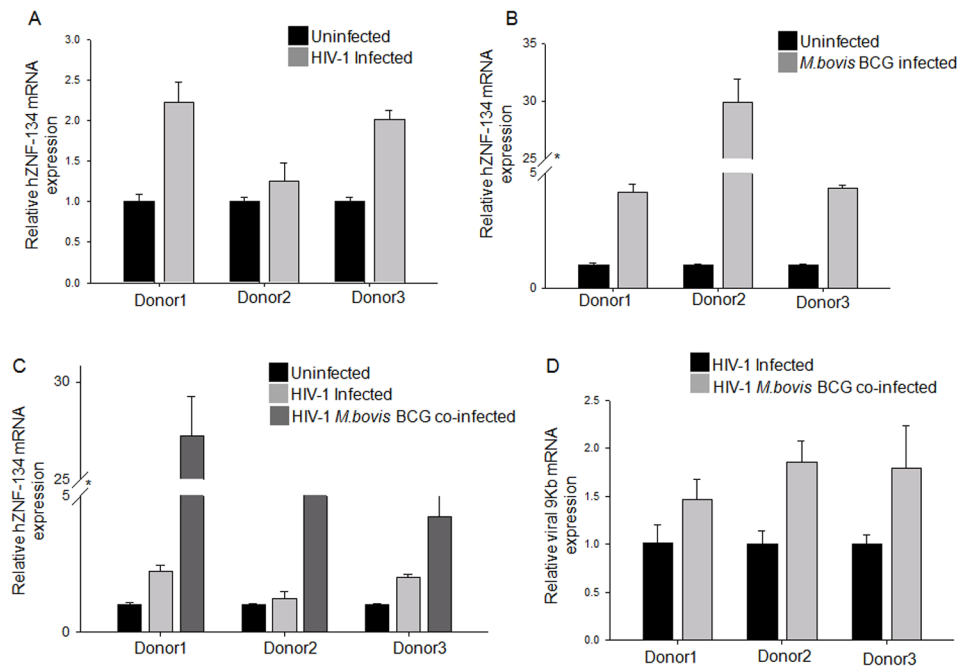 A
Uninfected
HIV-1 Infected
Relative hZNF-134 mRNA
expression
3.0
2.5
2.0
1.5
1.0
0.5
0.0
Donor1
Donor2
Donor3
B
Uninfected
M.bovis BCG infected
Relative hZNF-134 mRNA
expression
35
30
25
*
5
0
Donor1
Donor2
Donor3
C
Uninfected
HIV-1 Infected
HIV-1 M.bovis BCG co-infected
Relative hZNF-134 mRNA
expression
30
25
*
5
0
Donor1
Donor2
Donor3
D
HIV-1 Infected
HIV-1 M.bovis BCG co-infected
Relative viral 9Kb mRNA
expression
2.5
2.0
1.5
1.0
0.5
0.0
Donor1
Donor2
Donor3